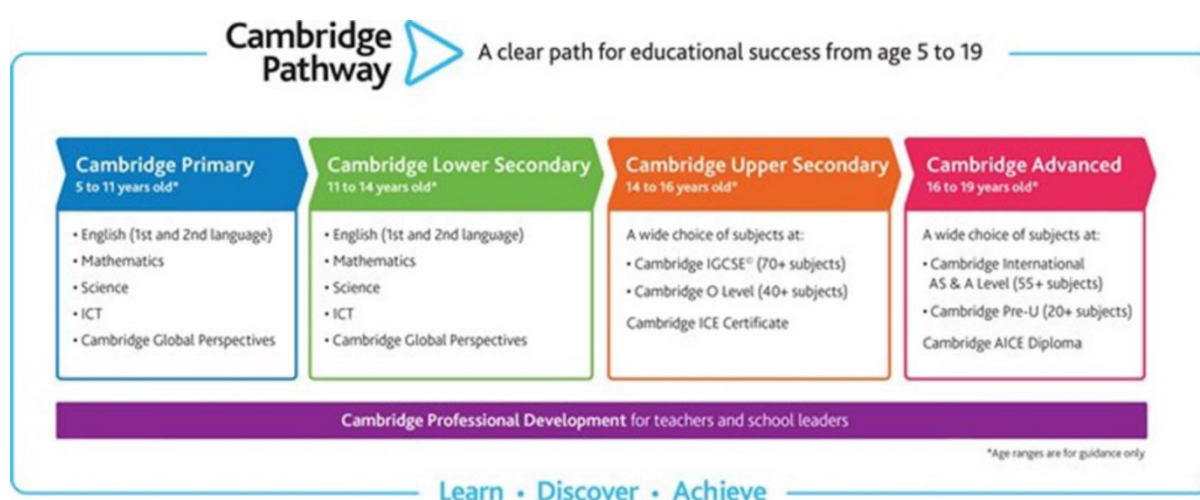 Cambridge
Pathway
A clear path for educational success from age 5 to 19
Cambridge Primary
5 to 11 years old*
• English (1st and 2nd language)
• Mathematics
• Science
• ICT
• Cambridge Global Perspectives
Cambridge Lower Secondary
11 to 14 years old*
• English (1st and 2nd language)
• Mathematics
• Science
• ICT
• Cambridge Global Perspectives
Cambridge Upper Secondary
14 to 16 years old*
A wide choice of subjects at:
• Cambridge IGCSE® (70+ subjects)
• Cambridge O Level (40+ subjects)
Cambridge ICE Certificate
Cambridge Advanced
16 to 19 years old*
A wide choice of subjects at:
• Cambridge International
AS & A Level (55+ subjects)
• Cambridge Pre-U (20+ subjects)
Cambridge AICE Diploma
Cambridge Professional Development for teachers and school leaders
*Age ranges are for guidance only
Learn • Discover • Achieve